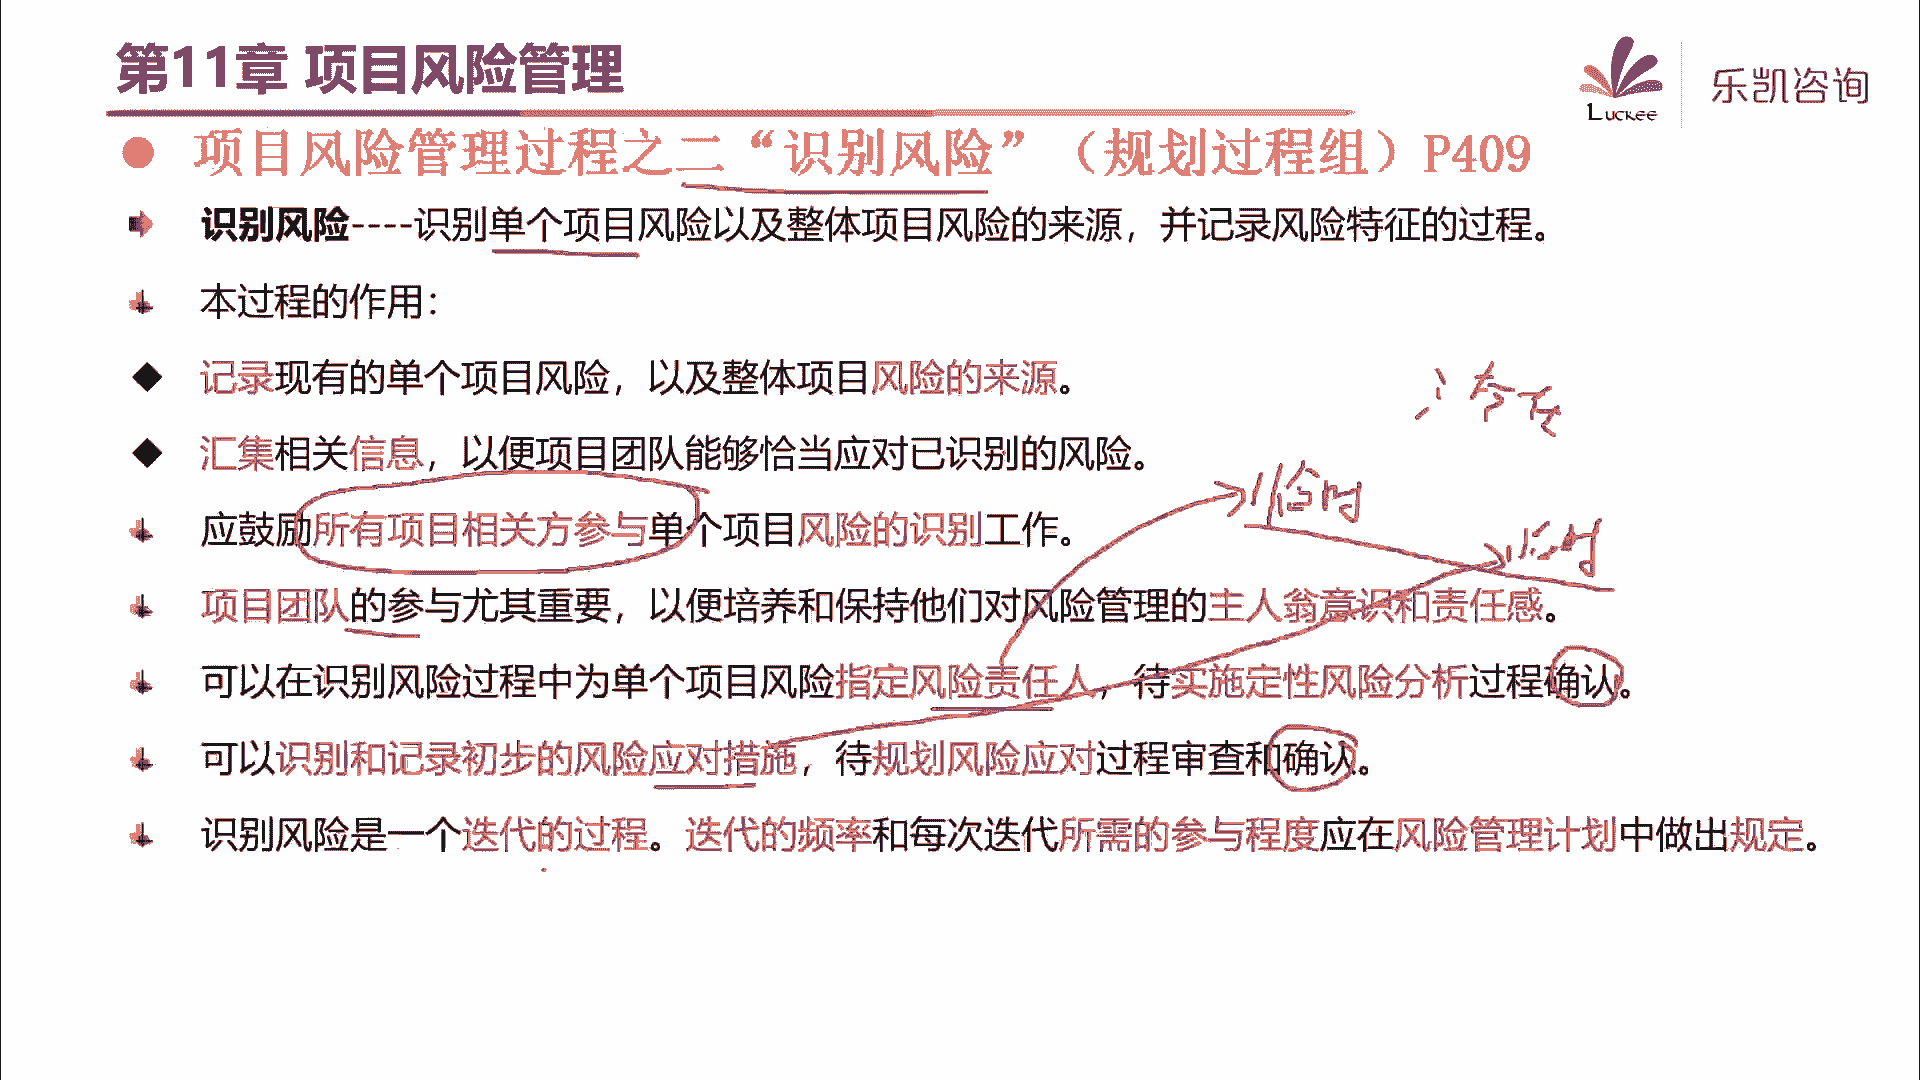 第11章 项目风险管理
Luckee
乐凯咨询
项目风险管理过程之二“识别风险”（规划过程组）P409
识别风险----识别单个项目风险以及整体项目风险的来源，并记录风险特征的过程。
本过程的作用：
记录现有的单个项目风险，以及整体项目风险的来源。
汇集相关信息，以便项目团队能够恰当应对已识别的风险。
临时
应鼓励所有项目相关方参与单个项目风险的识别工作。
临时
项目团队的参与尤其重要，以便培养和保持他们对风险管理的主人翁意识和责任感。
可以在识别风险过程中为单个项目风险指定风险责任人，待实施定性风险分析过程确认。
可以识别和记录初步的风险应对措施，待规划风险应对过程审查和确认。
识别风险是一个迭代的过程。迭代的频率和每次迭代所需的参与程度应在风险管理计划中做出规定。